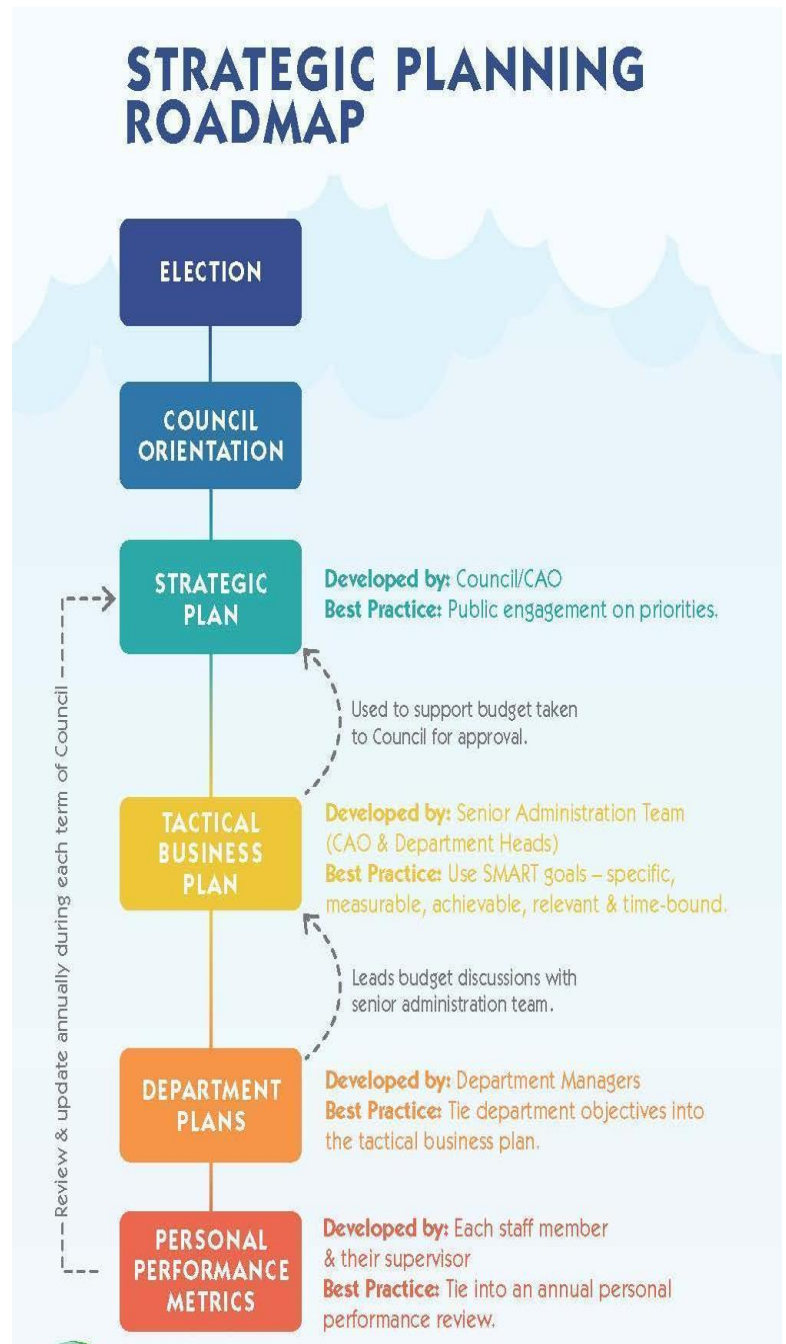 STRATEGIC PLANNING
ROADMAP
ELECTION
COUNCIL
ORIENTATION
STRATEGIC
PLAN
Developed by: Council/CAO
Best Practice: Public engagement on priorities.
Used to support budget taken
to Council for approval.
TACTICAL
BUSINESS
PLAN
Developed by: Senior Administration Team
(CAO & Department Heads)
Best Practice: Use SMART goals – specific,
measurable, achievable, relevant & time-bound.
Leads budget discussions with
senior administration team.
DEPARTMENT
PLANS
Developed by: Department Managers
Best Practice: Tie department objectives into
the tactical business plan.
PERSONAL
PERFORMANCE
METRICS
Developed by: Each staff member
& their supervisor
Best Practice: Tie into an annual personal
performance review.
Review & update annually during each term of Council